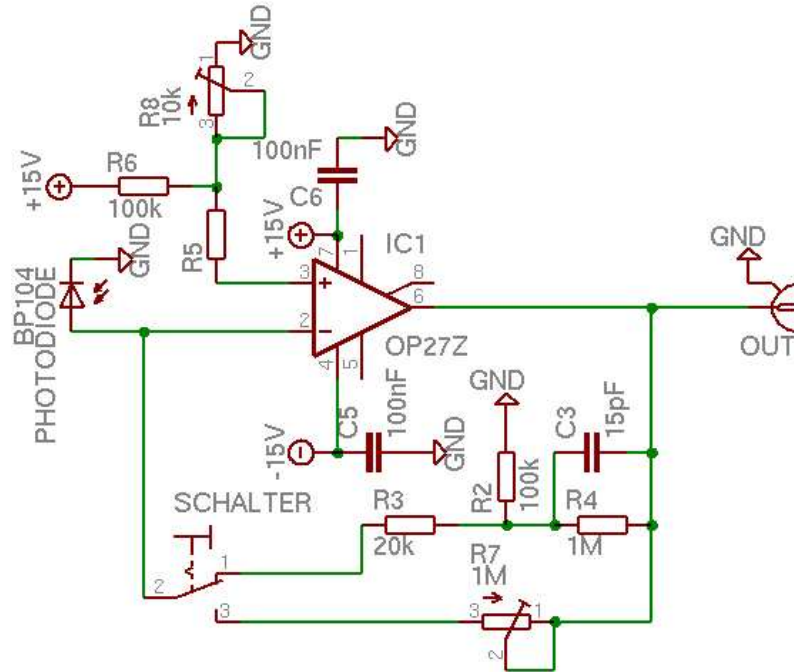 GND
1
2
3
R8
10k
R6
100k
+15V
R5
100nF
C6
GND
+15V
7
1
IC1
8
3
+
6
2
-
OP27Z
4
5
GND
BP104
PHOTODIODE
GND
OUT
C5
100nF
GND
-15V
GND
R2
100k
C3
15pF
SCHALTER
R3
20k
R4
1M
2
1
3
R7
1M
3
1
2